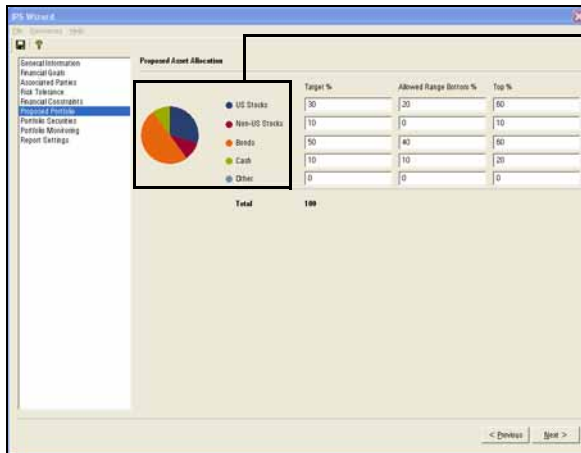 IPS Wizard
File Resources Help
General Information
Financial Goals
Associated Parties
Risk Tolerance
Financial Constraints
Proposed Portfolio
Portfolio Securities
Portfolio Monitoring
Report Settings
Proposed Asset Allocation
Target % Allowed Range Bottom % Top %
US Stocks 30 20 60
Non-US Stocks 10 0 10
Bonds 50 40 60
Cash 10 10 20
Other 0 0 0
Total 100
< Previous Next >